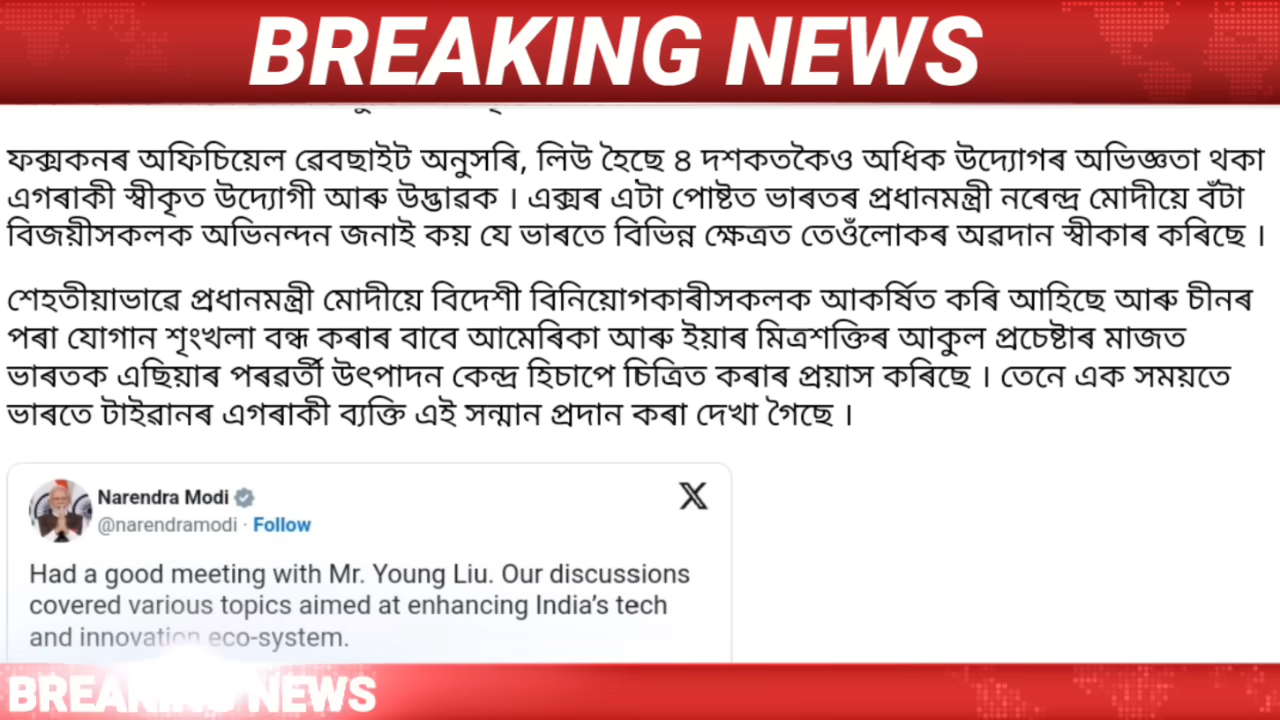 BREAKING NEWS
ফক্সকনৰ অফিচিয়েল ৱেবছাইট অনুসৰি, লিউ হৈছে ৪ দশকতকৈও অধিক উদ্যোগৰ অভিজ্ঞতা থকা
এগৰাকী স্বীকৃত উদ্যোগী আৰু উদ্ভাৱক । এক্সৰ এটা পোষ্টত ভাৰতৰ প্ৰধানমন্ত্ৰী নৰেন্দ্ৰ মোদীয়ে বঁটা
বিজয়ীসকলক অভিনন্দন জনাই কয় যে ভাৰতে বিভিন্ন ক্ষেত্ৰত তেওঁলোকৰ অৱদান স্বীকাৰ কৰিছে ।
শেহতীয়াভাৱে প্ৰধানমন্ত্ৰী মোদীয়ে বিদেশী বিনিয়োগকাৰীসকলক আকৰ্ষিত কৰি আহিছে আৰু চীনৰ
পৰা যোগান শৃংখলা বন্ধ কৰাৰ বাবে আমেৰিকা আৰু ইয়াৰ মিত্ৰশক্তিৰ আকুল প্ৰচেষ্টাৰ মাজত
ভাৰতক এছিয়াৰ পৰৱৰ্তী উৎপাদন কেন্দ্ৰ হিচাপে চিত্ৰিত কৰাৰ প্ৰয়াস কৰিছে । তেনে এক সময়তে
ভাৰতে টাইৱানৰ এগৰাকী ব্যক্তি এই সন্মান প্ৰদান কৰা দেখা গৈছে ।
Narendra Modi
X
@narendramodi · Follow
Had a good meeting with Mr. Young Liu. Our discussions
covered various topics aimed at enhancing India’s tech
and innovation eco-system.
BREAKING NEWS